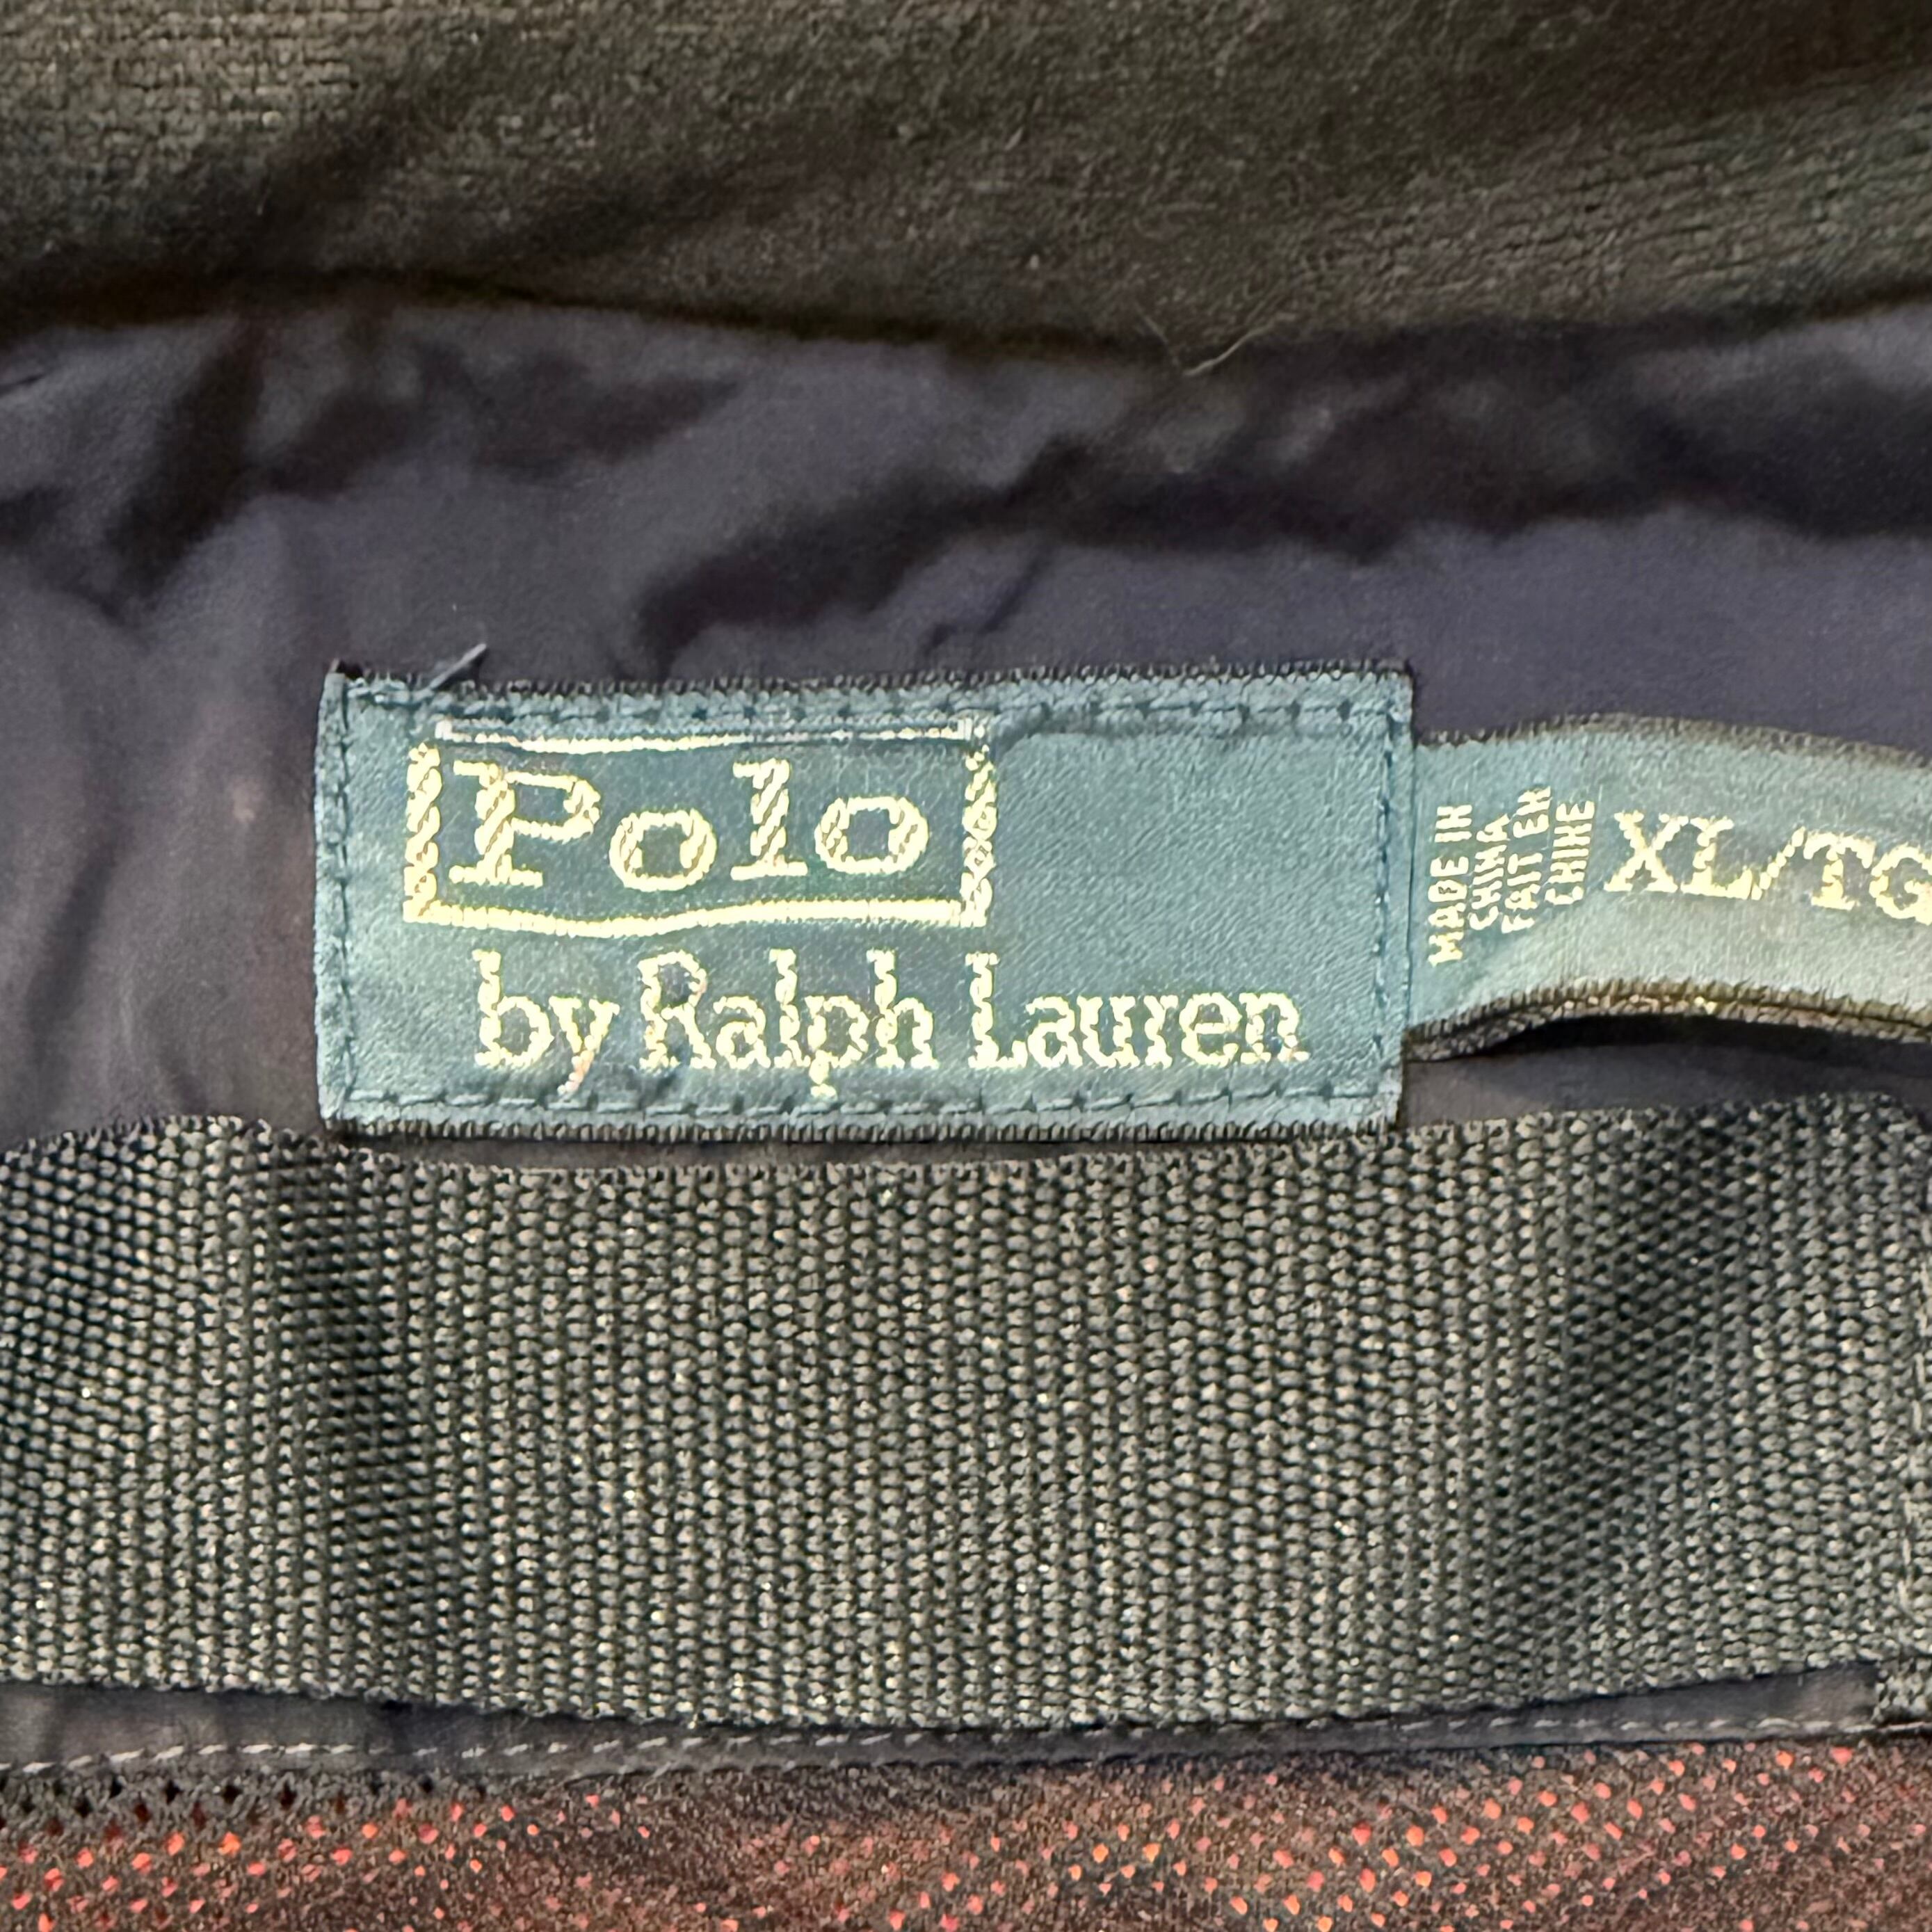 Polo
by Ralph Lauren
MADE IN
CHINA
FAIT EN
CHINE
XL/TG